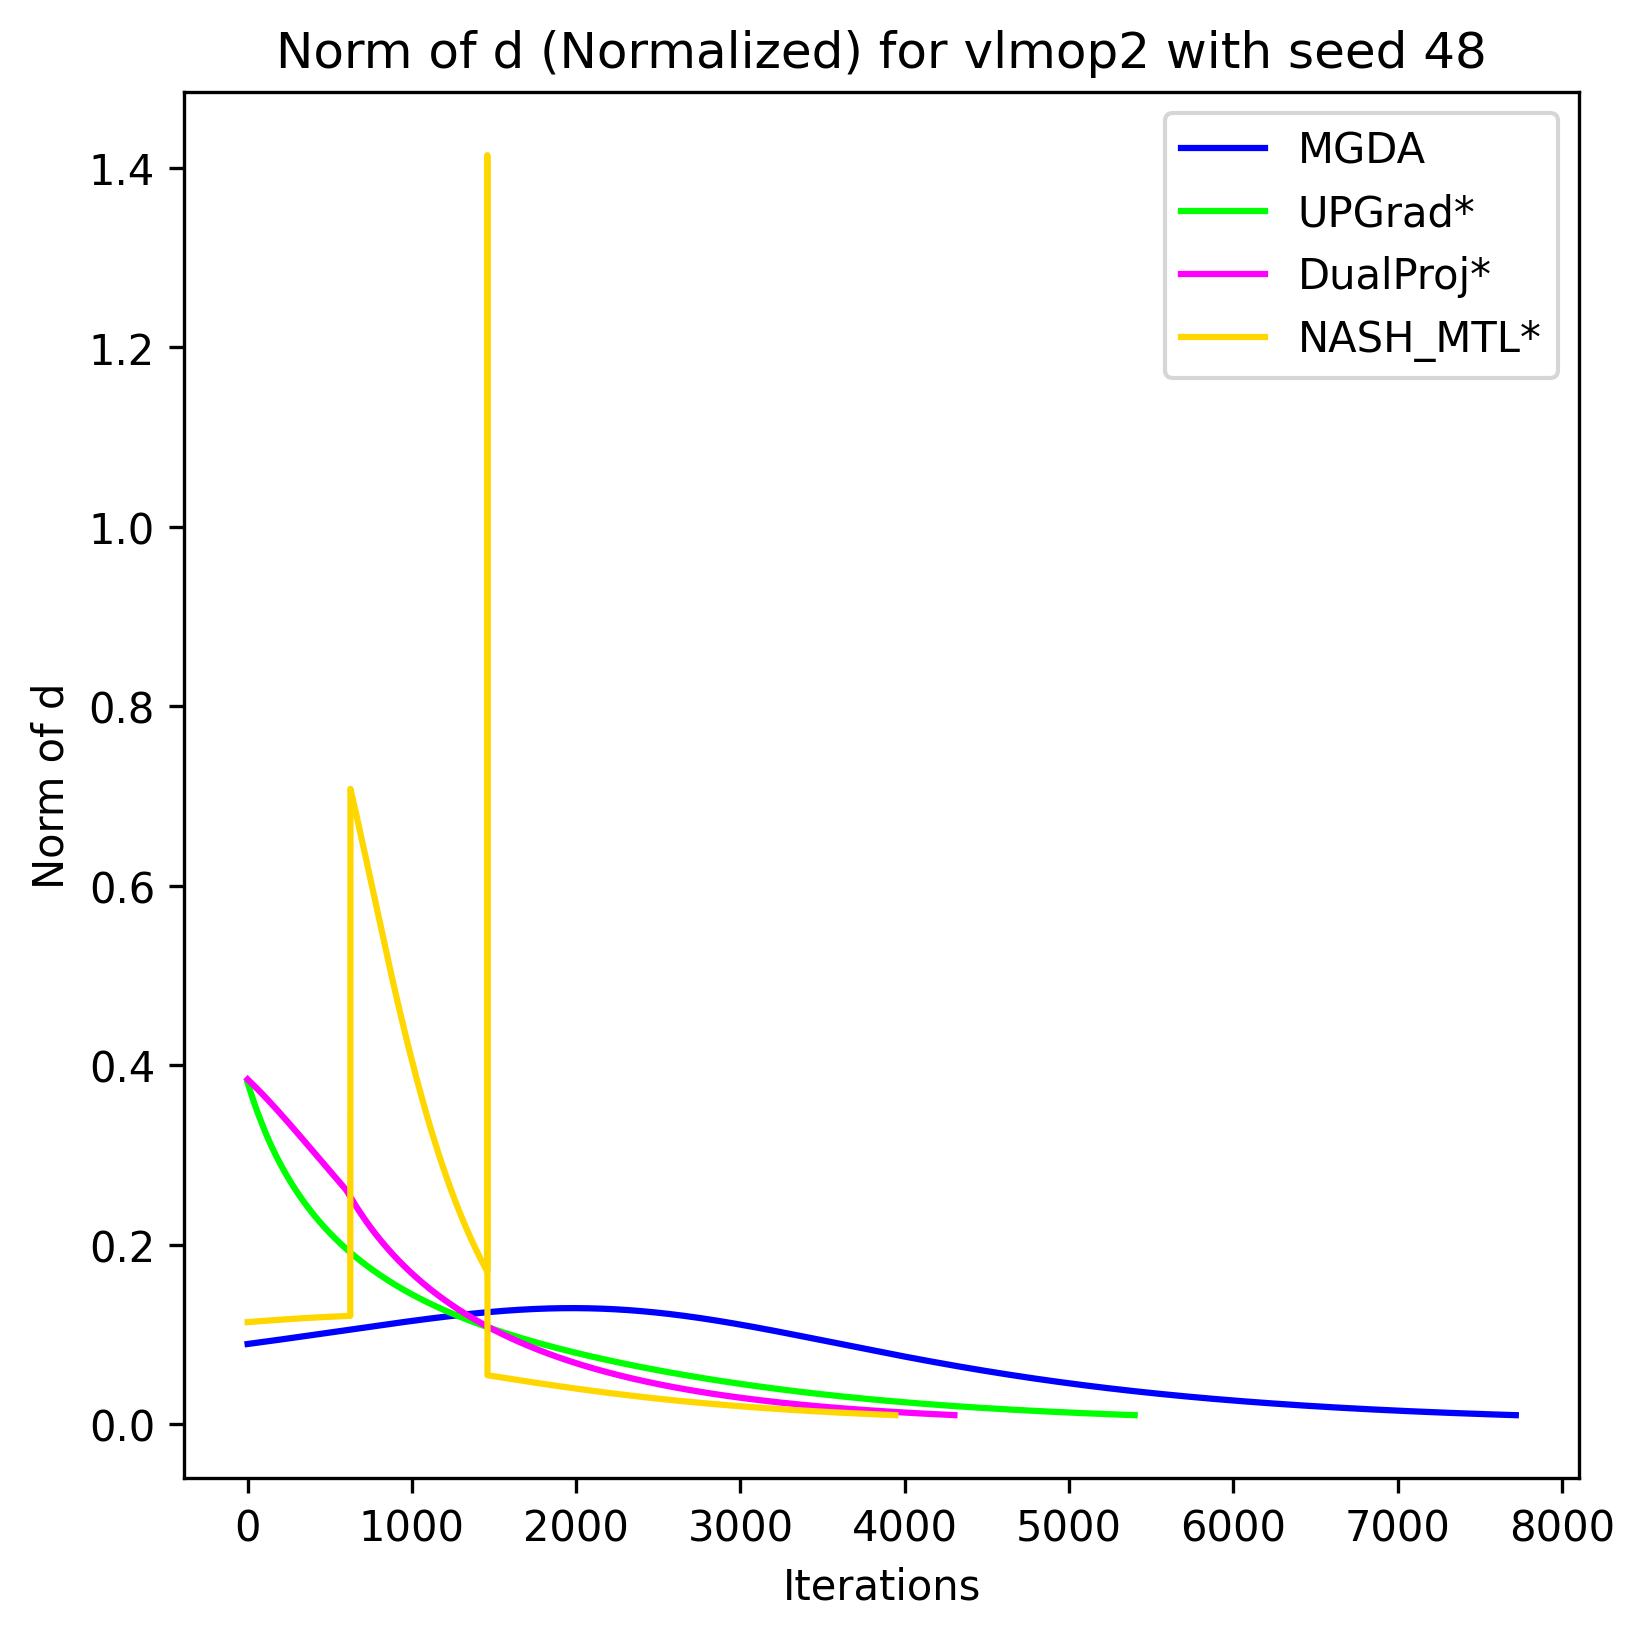 Norm of d (Normalized) for vlmop2 with seed 48
MGDA
UPGrad*
DualProj*
NASH_MTL*
Norm of d
1.4
1.2
1.0
0.8
0.6
0.4
0.2
0.0
0 1000 2000 3000 4000 5000 6000 7000 8000
Iterations